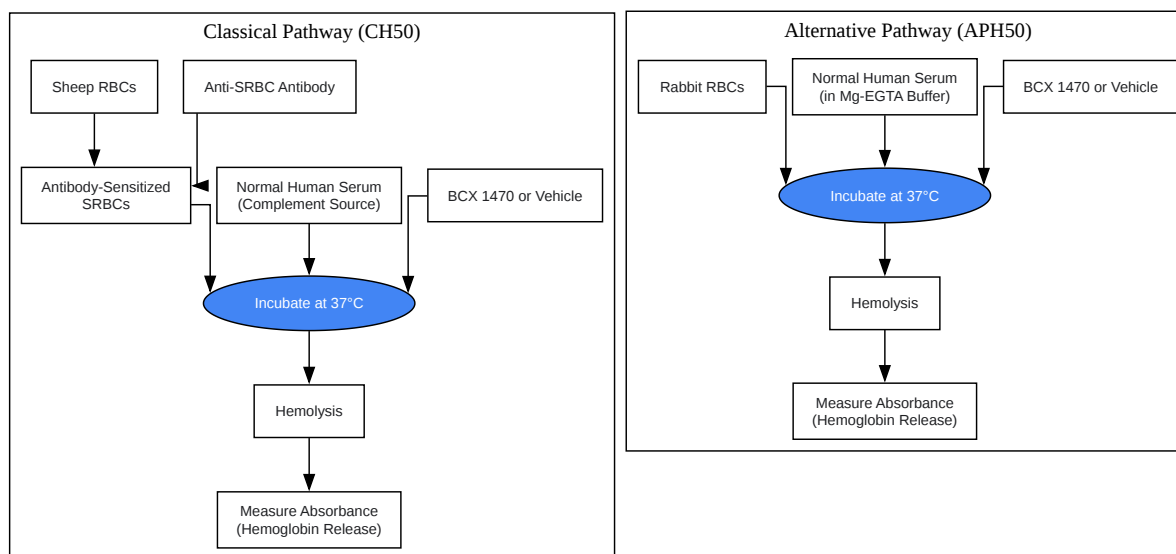 Classical Pathway (CH50)
Sheep RBCs
Anti-SRBC Antibody
Antibody-Sensitized
SRBCs
Normal Human Serum
(Complement Source)
BCX 1470 or Vehicle
Incubate at 37°C
Hemolysis
Measure Absorbance
(Hemoglobin Release)
Alternative Pathway (APH50)
Rabbit RBCs
Normal Human Serum
(in Mg-EGTA Buffer)
BCX 1470 or Vehicle
Incubate at 37°C
Hemolysis
Measure Absorbance
(Hemoglobin Release)